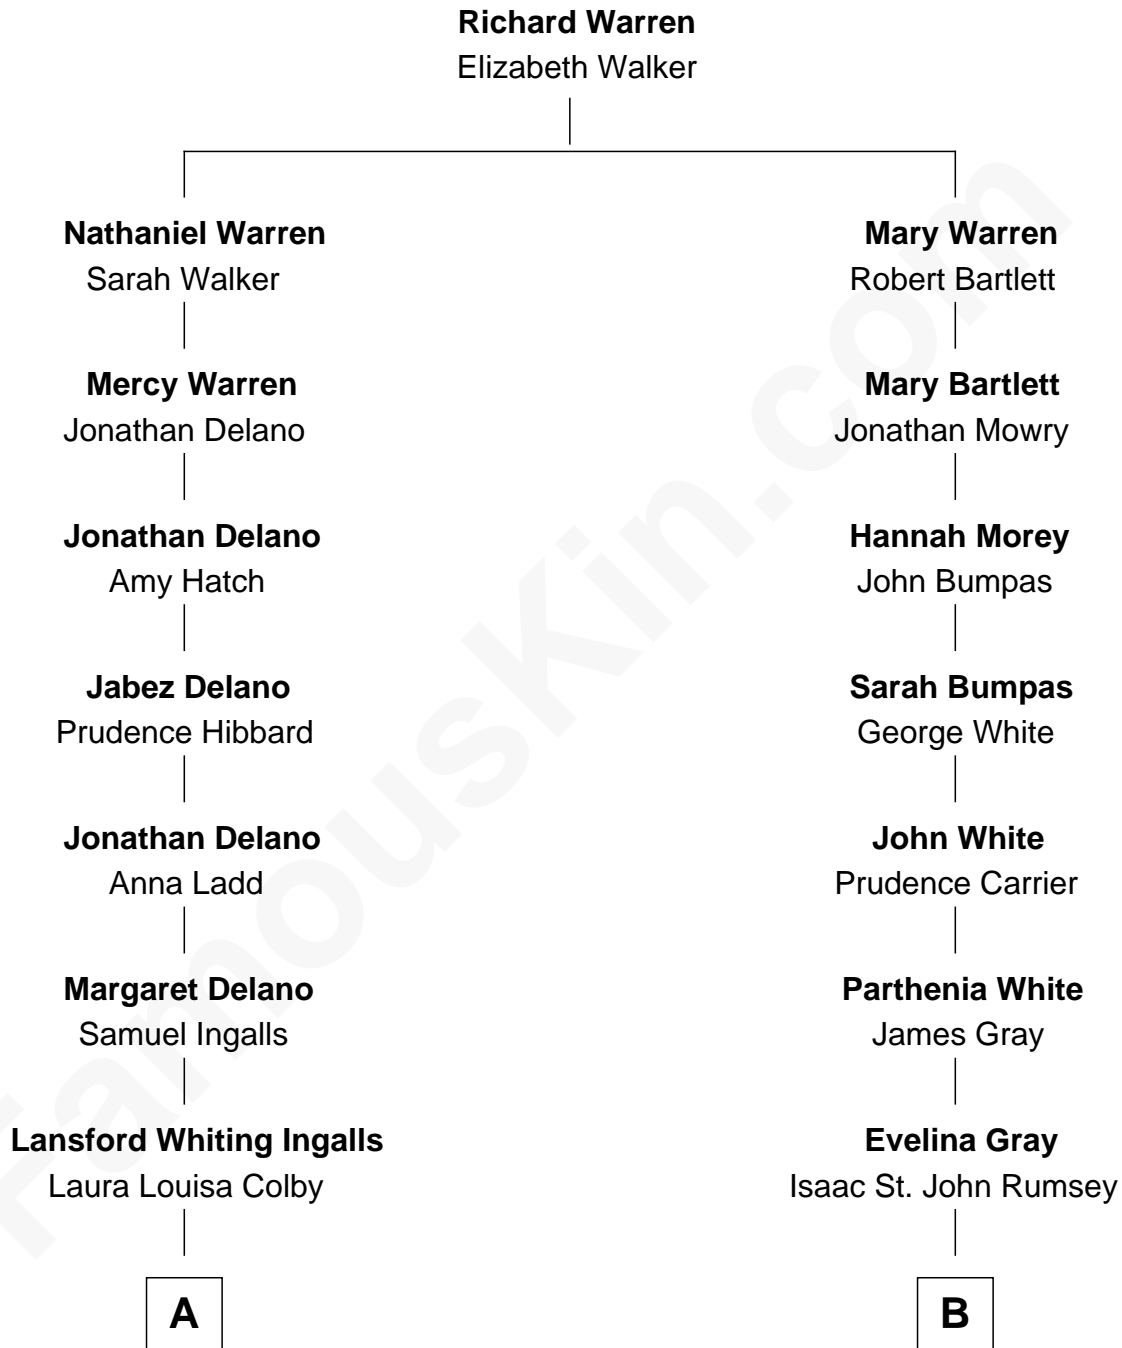 Richard Warren
Elizabeth Walker
Nathaniel Warren
Sarah Walker
Mary Warren
Robert Bartlett
Mercy Warren
Jonathan Delano
Mary Bartlett
Jonathan Mowry
Jonathan Delano
Amy Hatch
Hannah Morey
John Bumpas
Jabez Delano
Prudence Hibbard
Sarah Bumpas
George White
Jonathan Delano
Anna Ladd
John White
Prudence Carrier
Margaret Delano
Samuel Ingalls
Parthenia White
James Gray
Lansford Whiting Ingalls
Laura Louisa Colby
Evelina Gray
Isaac St. John Rumsey
A
B
FamousKin.com